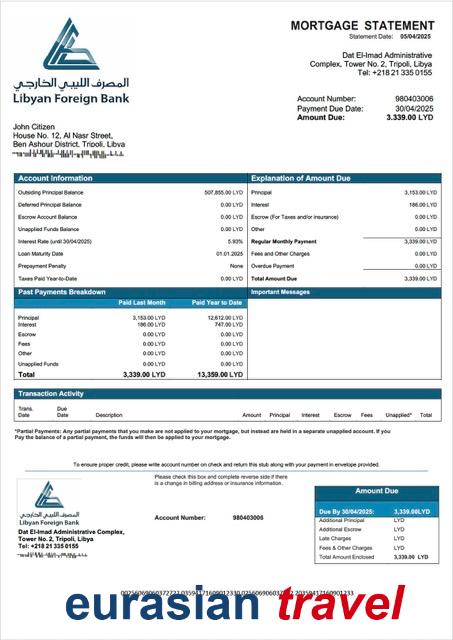 MORTGAGE STATEMENT
Statement Date: 05/04/2025
Dat El-Imad Administrative
Complex, Tower No. 2, Tripoli, Libya
Tel: +218 21 335 0155
المصرف الليبي الخارجي
Libyan Foreign Bank
Account Number: 980403006
Payment Due Date: 30/04/2025
Amount Due: 3.339.00 LYD
John Citizen
House No. 12, Al Nasr Street,
Ben Ashour District, Tripoli, Libya
Account Information
Outsiding Principal Balance 507,855.00 LYD
Deferred Principal Balance 0.00 LYD
Escrow Account Balance 0.00 LYD
Unapplied Funds Balance 0.00 LYD
Interest Rate (until 30/04/2025) 5.93%
Loan Maturity Date 01.01.2025
Prepayment Penalty None
Taxes Paid Year-to-Date 0.00 LYD
Explanation of Amount Due
Principal 3,153.00 LYD
Interest 186.00 LYD
Escrow (For Taxes and/or insurance) 0.00 LYD
Other 0.00 LYD
Regular Monthly Payment 3,339.00 LYD
Fees and Other Charges 0.00 LYD
Overdue Payment 0.00 LYD
Total Amount Due 3,339.00 LYD
Past Payments Breakdown
Paid Last Month Paid Year to Date
Principal 3,153.00 LYD 12,612.00 LYD
Interest 186.00 LYD 747.00 LYD
Escrow 0.00 LYD 0.00 LYD
Fees 0.00 LYD 0.00 LYD
Other 0.00 LYD 0.00 LYD
Unapplied Funds 0.00 LYD 0.00 LYD
Total 3,339.00 LYD 13,359.00 LYD
Important Messages
Transaction Activity
Trans. Date Due Date Description Amount Principal Interest Escrow Fees Unapplied* Total
*Partial Payments: Any partial payments that you make are not applied to your mortgage, but instead are held in a separate unapplied account. If you
Pay the balance of a partial payment, the funds will then be applied to your mortgage.
To ensure proper credit, please write account number on check and return this stub along with your payment in envelope provided.
المصرف الليبي الخارجي
Libyan Foreign Bank
Dat El-Imad Administrative Complex,
Tower No. 2, Tripoli, Libya
Tel: +218 21 335 0155
Please check this box and complete reverse side if there
is a change in billing address or insurance information.
Account Number: 980403006
Amount Due
Due By 30/04/2025: 3,339.00LYD
Additional Principal LYD
Additional Escrow LYD
Late Charges LYD
Fees & Other Charges LYD
Total Amount Enclosed 3,339.00 LYD
eurasian travel